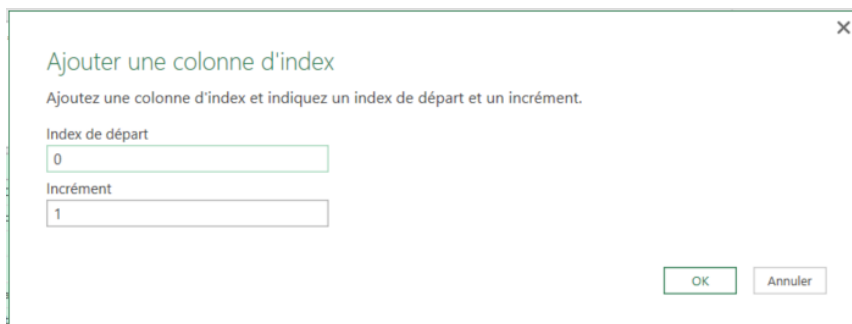 Ajouter une colonne d'index
Ajoutez une colonne d'index et indiquez un index de départ et un incrément.
Index de départ
0
Incrément
1
OK Annuler